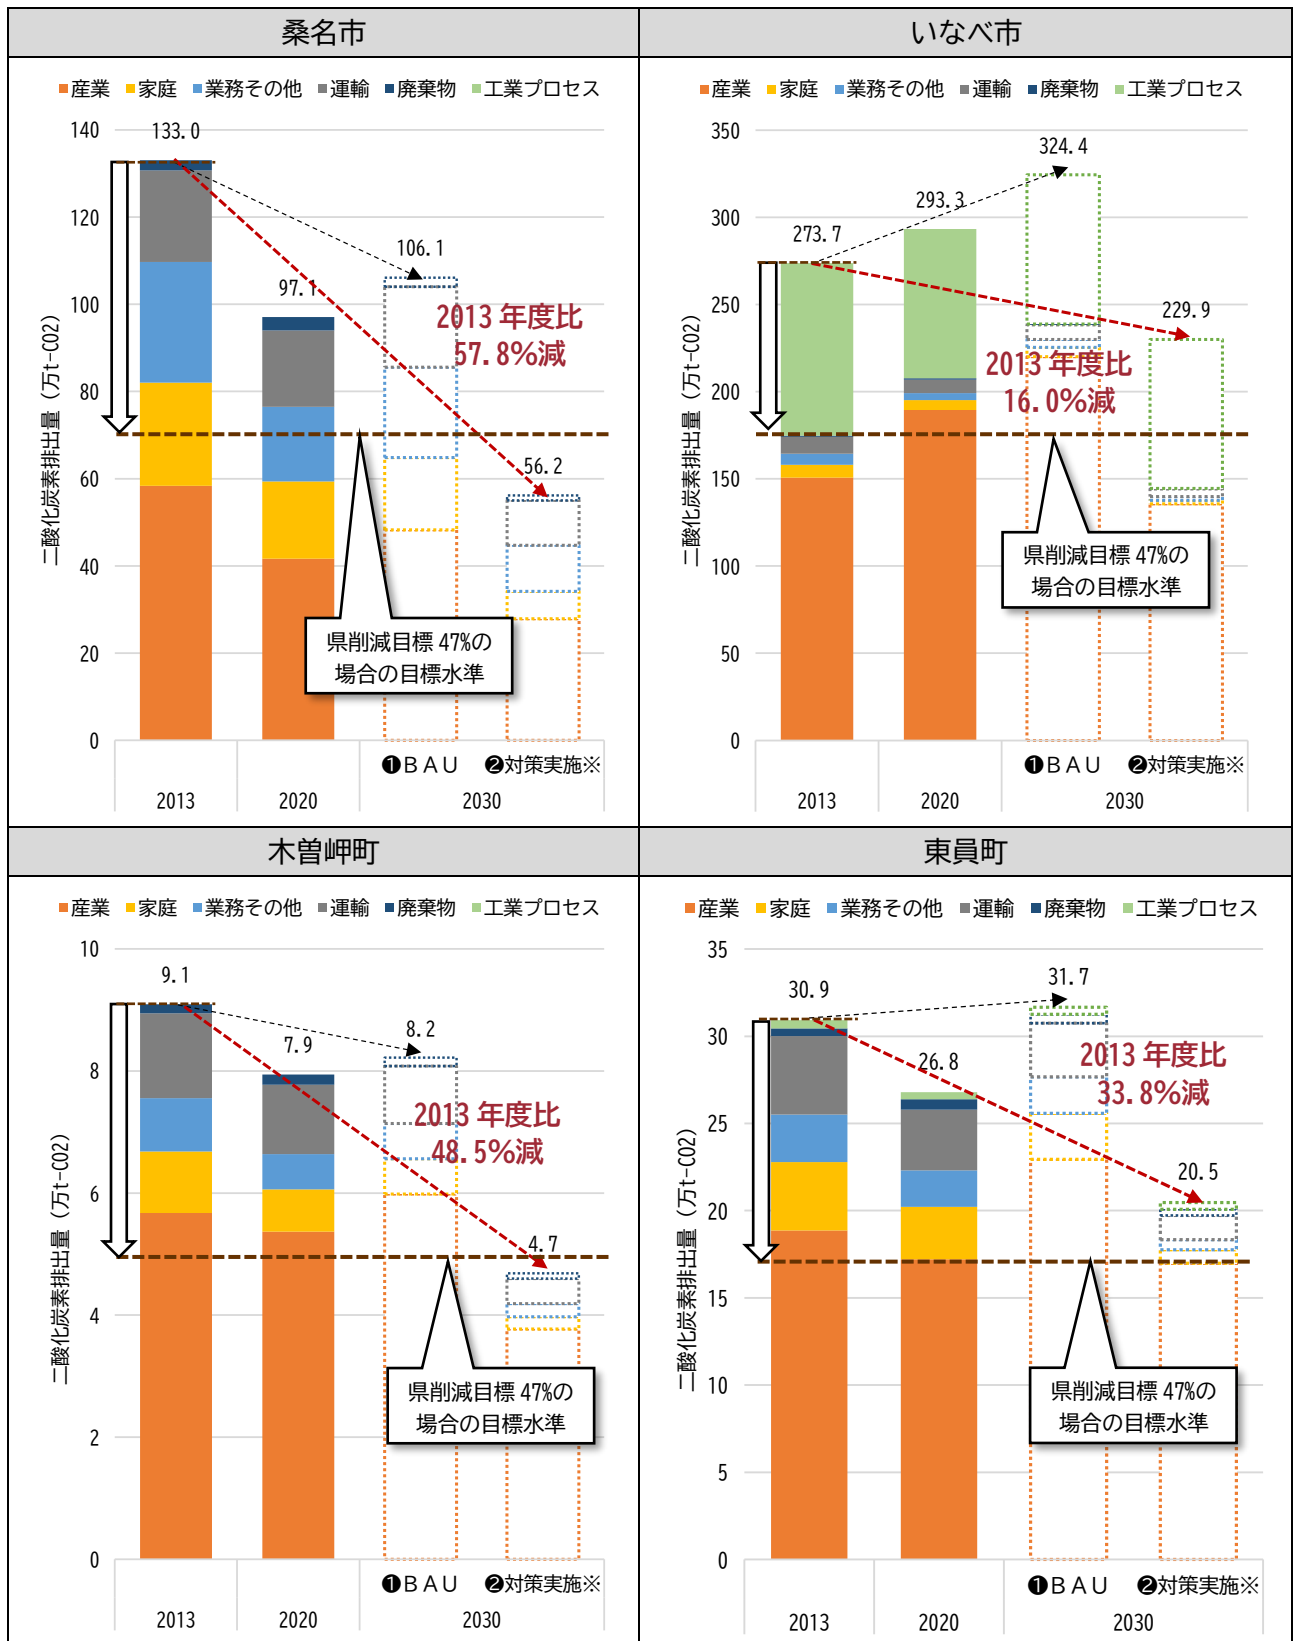 桑名市
産業 家庭 業務その他 運輸 廃棄物 工業プロセス
二酸化炭素排出量（万t-CO2）
140
120
100
80
60
40
20
0
133.0
97.1
106.1
56.2
2013 年度比
57.8%減
県削減目標 47%の
場合の目標水準
❶ＢＡＵ ❷対策実施※
2013 2020 2030
いなべ市
産業 家庭 業務その他 運輸 廃棄物 工業プロセス
二酸化炭素排出量（万t-CO2）
350
300
250
200
150
100
50
0
273.7
293.3
324.4
229.9
2013 年度比
16.0%減
県削減目標 47%の
場合の目標水準
❶ＢＡＵ ❷対策実施※
2013 2020 2030
木曽岬町
産業 家庭 業務その他 運輸 廃棄物 工業プロセス
二酸化炭素排出量（万t-CO2）
10
8
6
4
2
0
9.1
7.9
8.2
4.7
2013 年度比
48.5%減
県削減目標 47%の
場合の目標水準
❶ＢＡＵ ❷対策実施※
2013 2020 2030
東員町
産業 家庭 業務その他 運輸 廃棄物 工業プロセス
二酸化炭素排出量（万t-CO2）
35
30
25
20
15
10
5
0
30.9
26.8
31.7
20.5
2013 年度比
33.8%減
県削減目標 47%の
場合の目標水準
❶ＢＡＵ ❷対策実施※
2013 2020 2030